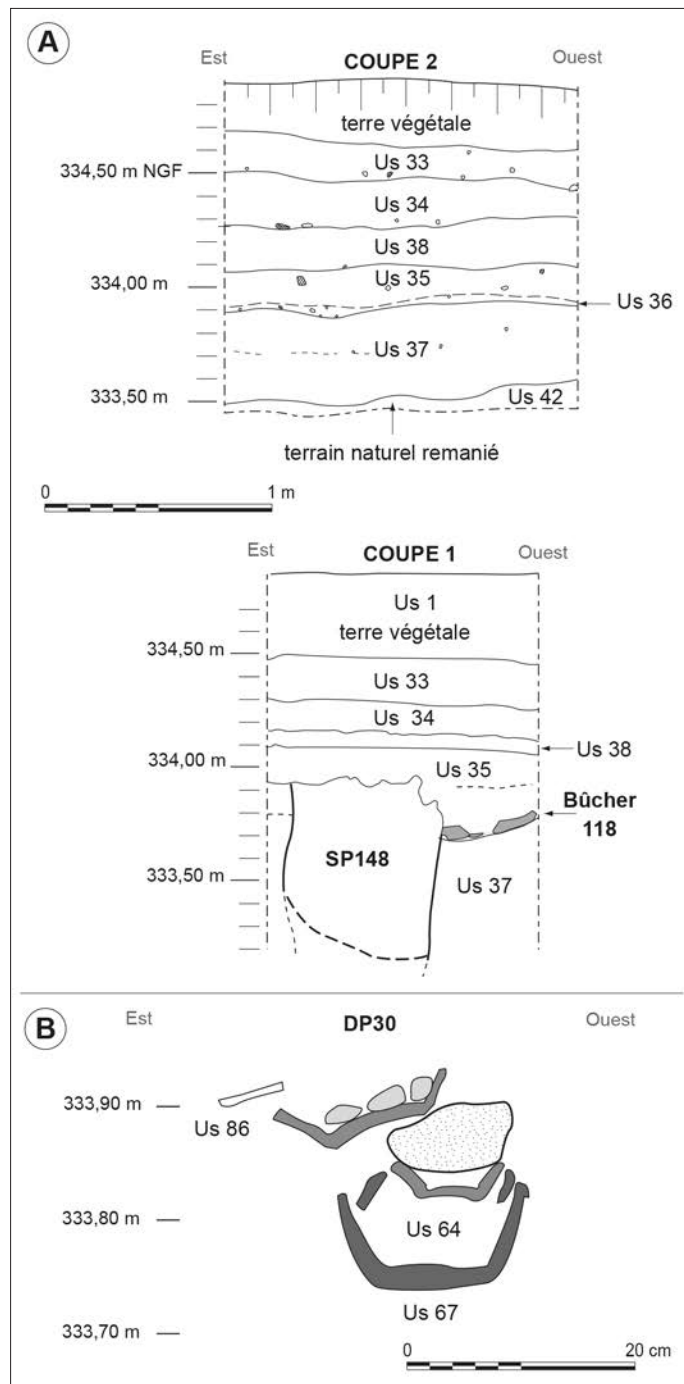 A
Est
COUPE 2
Ouest
terre végétale
Us 33
334,50 m NGF
Us 34
Us 38
Us 35
334,00 m
Us 36
Us 37
333,50 m
Us 42
terrain naturel remanié
0
1 m
Est
COUPE 1
Ouest
Us 1
terre végétale
334,50 m
Us 33
Us 34
Us 38
334,00 m
Us 35
Bûcher
118
SP148
333,50 m
Us 37
B
Est
DP30
Ouest
333,90 m
Us 86
333,80 m
Us 64
Us 67
333,70 m
0
20 cm